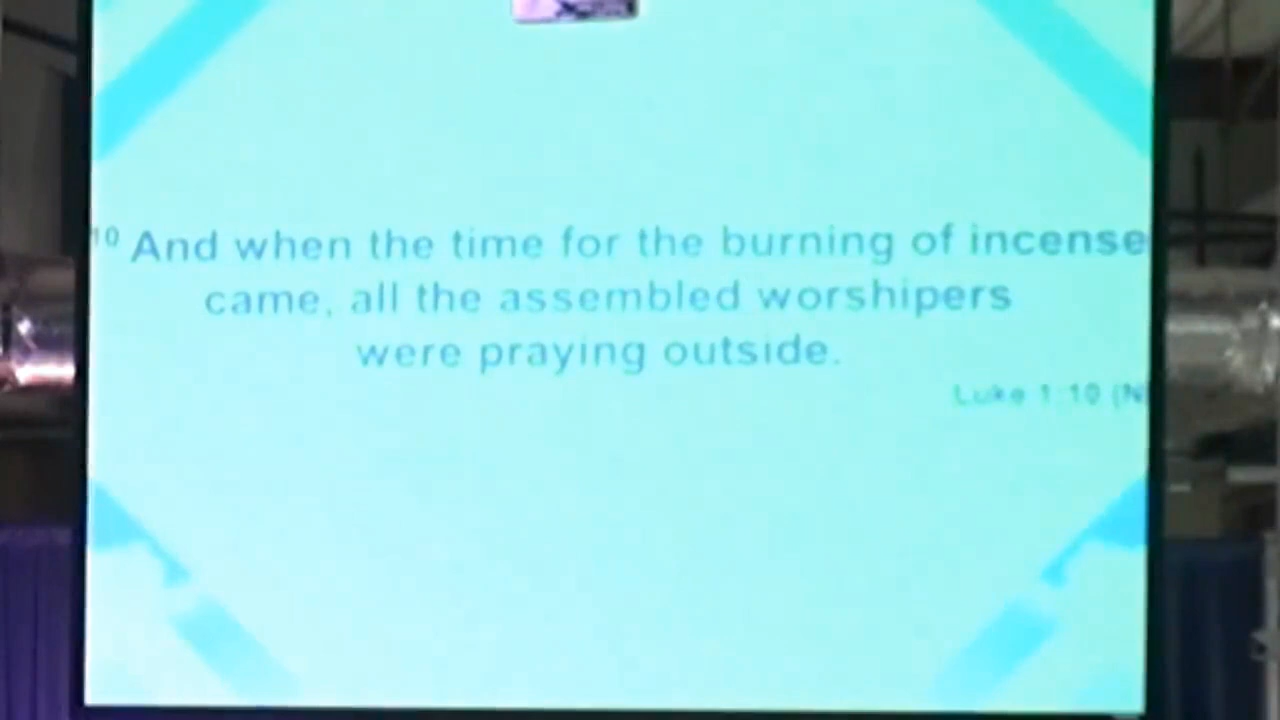 10 And when the time for the burning of incense
came, all the assembled worshipers
were praying outside.
Luke 1:10 (N